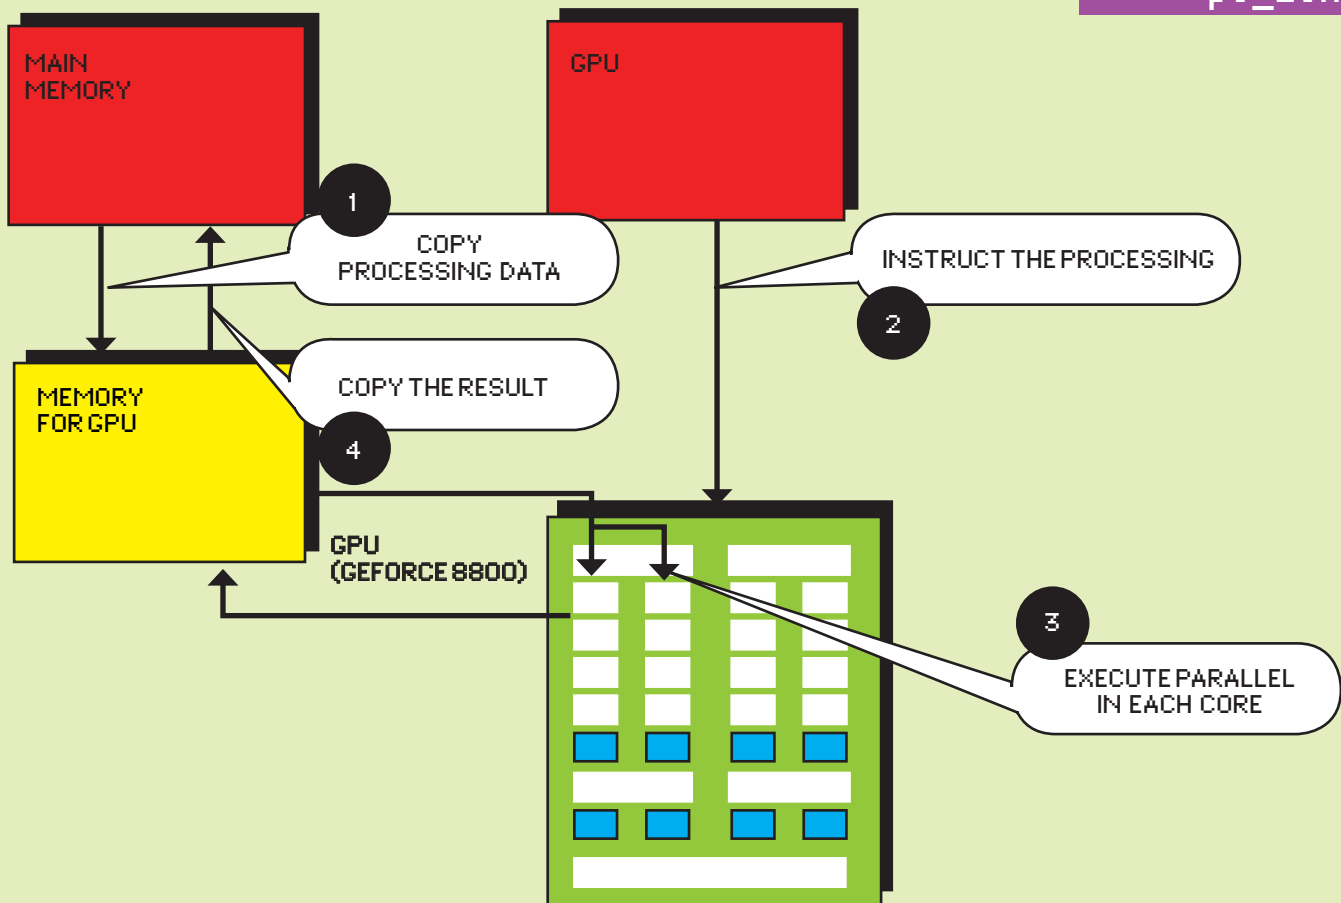 MAIN
MEMORY
GPU
1
COPY
PROCESSING DATA
INSTRUCT THE PROCESSING
2
MEMORY
FOR GPU
COPY THE RESULT
4
GPU
(GEFORCE 8800)
3
EXECUTE PARALLEL
IN EACH CORE